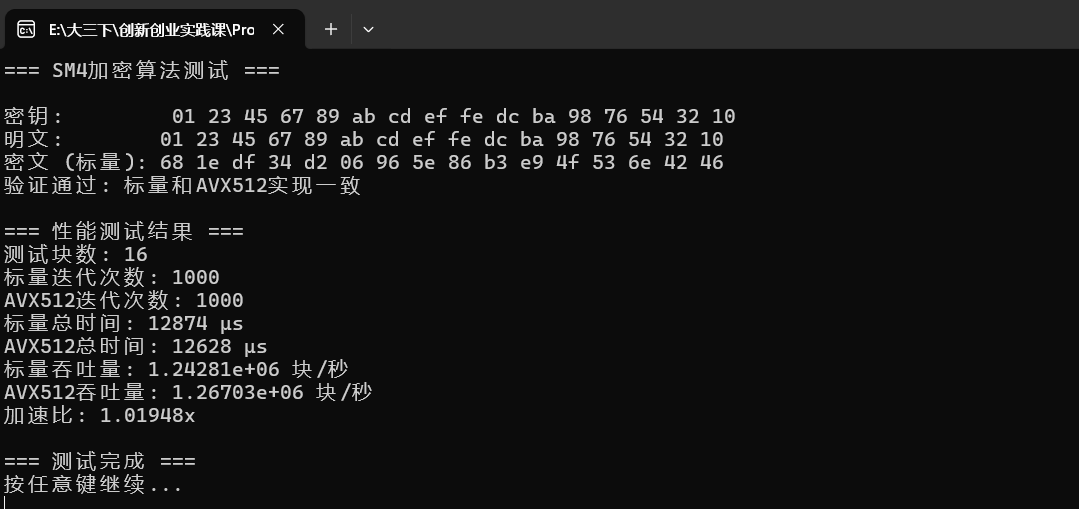 E:\大三下\创新创业实践课\Pro
=== SM4加密算法测试 ===
密钥:         01 23 45 67 89 ab cd ef fe dc ba 98 76 54 32 10
明文:        01 23 45 67 89 ab cd ef fe dc ba 98 76 54 32 10
密文 (标量): 68 1e df 34 d2 06 96 5e 86 b3 e9 4f 53 6e 42 46
验证通过: 标量和AVX512实现一致
=== 性能测试结果 ===
测试块数: 16
标量迭代次数: 1000
AVX512迭代次数: 1000
标量总时间: 12874 μs
AVX512总时间: 12628 μs
标量吞吐量: 1.24281e+06 块/秒
AVX512吞吐量: 1.26703e+06 块/秒
加速比: 1.01948x
=== 测试完成 ===
按任意键继续...